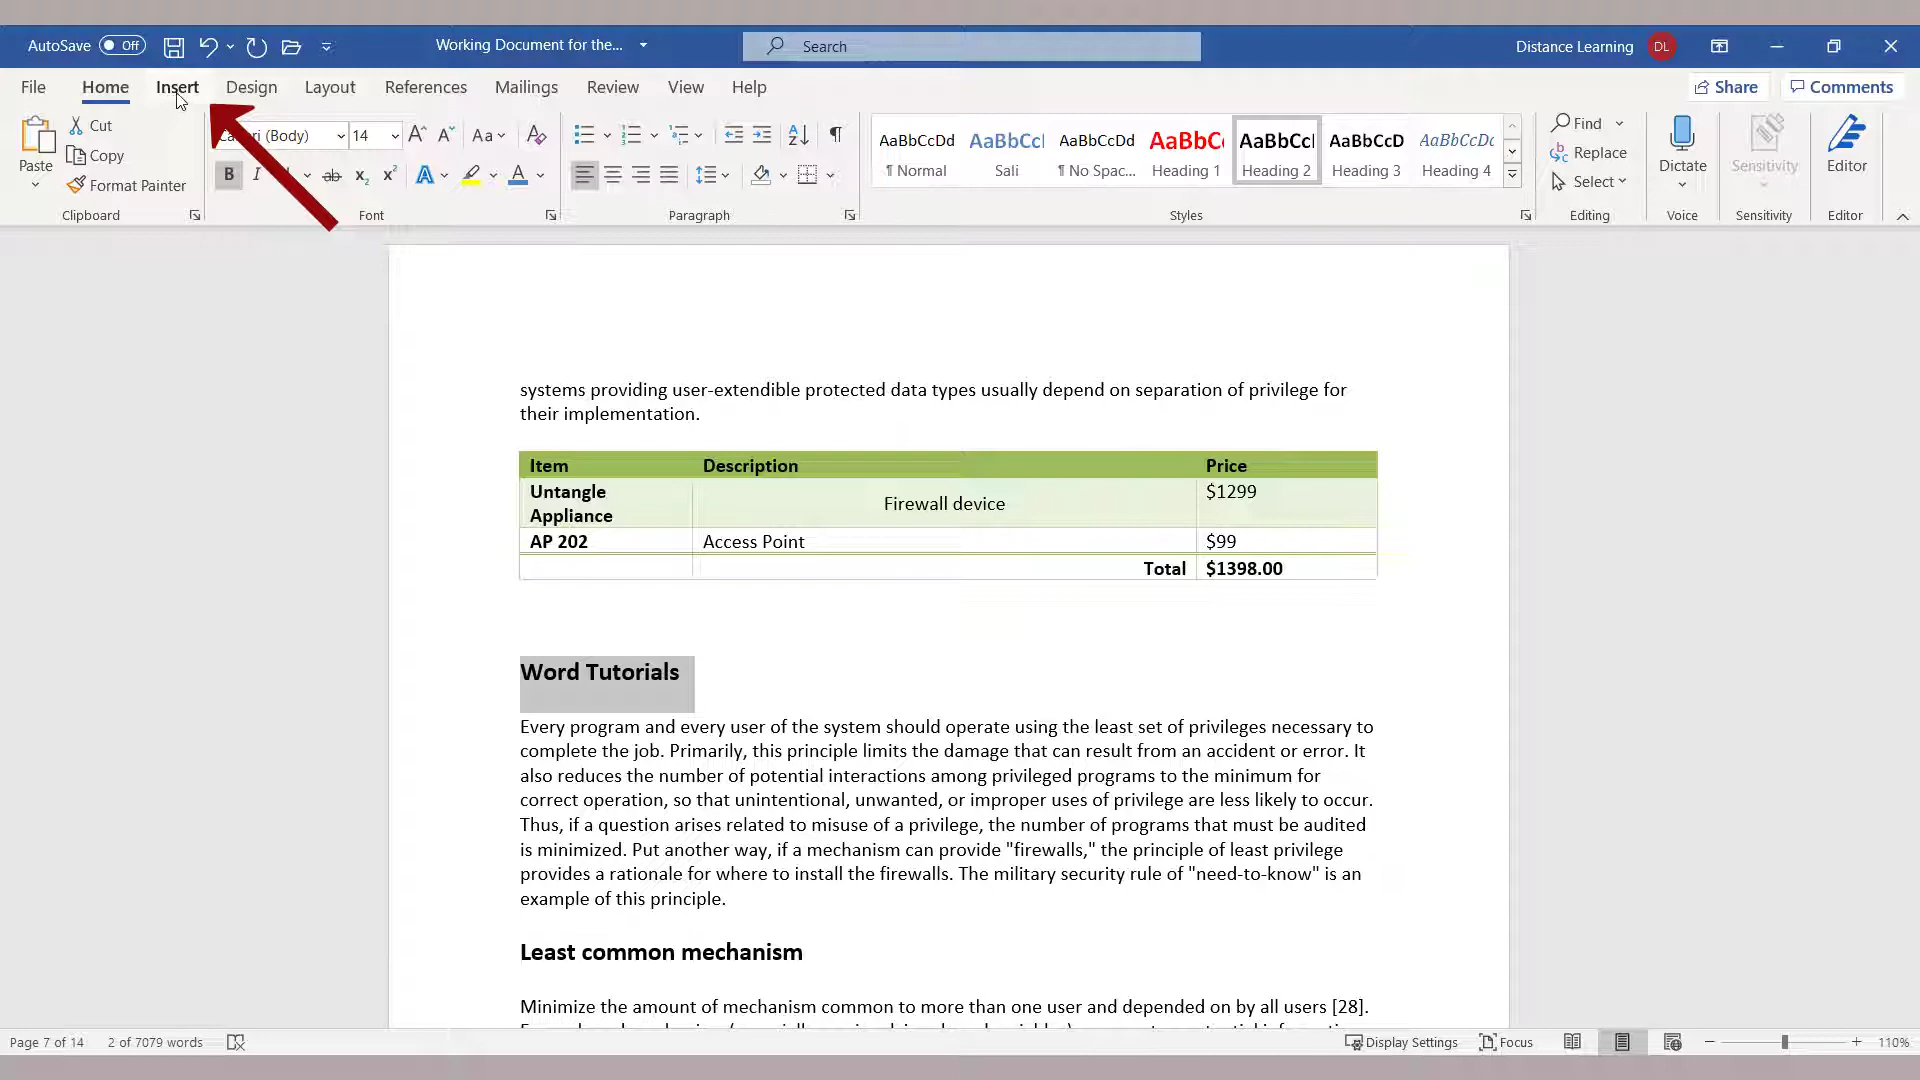 AutoSave Off Working Document for the... Search Distance Learning DL
File Home Insert Design Layout References Mailings Review View Help Share Comments
Paste Cut Copy Format Painter
Clipboard
(Body) 14 Aa
B I ab x₂ x² A A
Font
Paragraph
AaBbCcDd AaBbCcI AaBbCcDd AaBbC AaBbCcI AaBbCcD AaBbCcDc
¶ Normal Sali ¶ No Spac... Heading 1 Heading 2 Heading 3 Heading 4
Styles
Find
Replace
Select
Editing
Dictate
Voice
Sensitivity
Sensitivity
Editor
Editor
systems providing user-extendible protected data types usually depend on separation of privilege for
their implementation.
Item Description Price
Untangle Appliance Firewall device $1299
AP 202 Access Point $99
Total $1398.00
Word Tutorials
Every program and every user of the system should operate using the least set of privileges necessary to
complete the job. Primarily, this principle limits the damage that can result from an accident or error. It
also reduces the number of potential interactions among privileged programs to the minimum for
correct operation, so that unintentional, unwanted, or improper uses of privilege are less likely to occur.
Thus, if a question arises related to misuse of a privilege, the number of programs that must be audited
is minimized. Put another way, if a mechanism can provide "firewalls," the principle of least privilege
provides a rationale for where to install the firewalls. The military security rule of "need-to-know" is an
example of this principle.
Least common mechanism
Minimize the amount of mechanism common to more than one user and depended on by all users [28].
Page 7 of 14 2 of 7079 words Display Settings Focus 110%